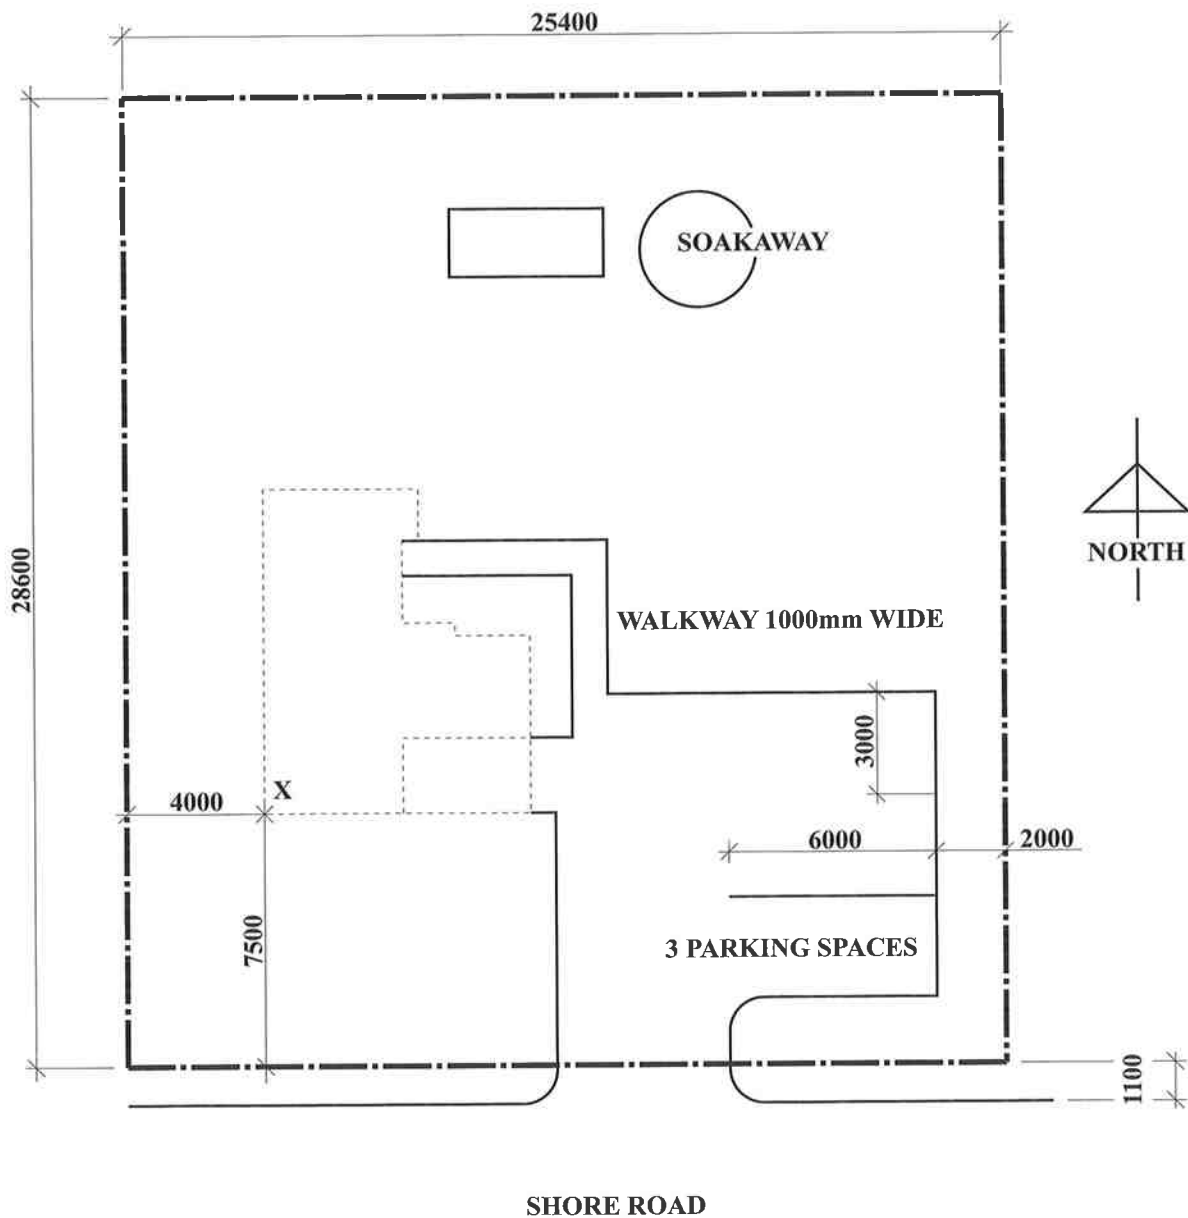 25400
SOAKAWAY
NORTH
28600
WALKWAY 1000mm WIDE
3000
X
4000
6000
2000
7500
3 PARKING SPACES
1100
SHORE ROAD